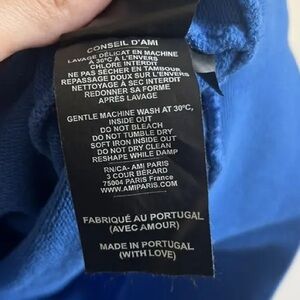 CONSEIL D'AMI
LAVAGE DÉLICAT EN MACHINE
A 30°C A L'ENVERS
CHLORE INTERDIT
NE PAS SÉCHER EN TAMBOUR
REPASSAGE DOUX SUR L'ENVERS
NETTOYAGE A SEC INTERDIT
REDONNER SA FORME
APRÈS LAVAGE
GENTLE MACHINE WASH AT 30°C,
INSIDE OUT
DO NOT BLEACH
DO NOT TUMBLE DRY
SOFT IRON INSIDE OUT
DO NOT DRY CLEAN
RESHAPE WHILE DAMP
RN/CA- AMI PARIS
3 COUR BÉRARD
75004 PARIS France
WWW.AMIPARIS.COM
FABRIQUÉ AU PORTUGAL
(AVEC AMOUR)
MADE IN PORTUGAL
(WITH LOVE)